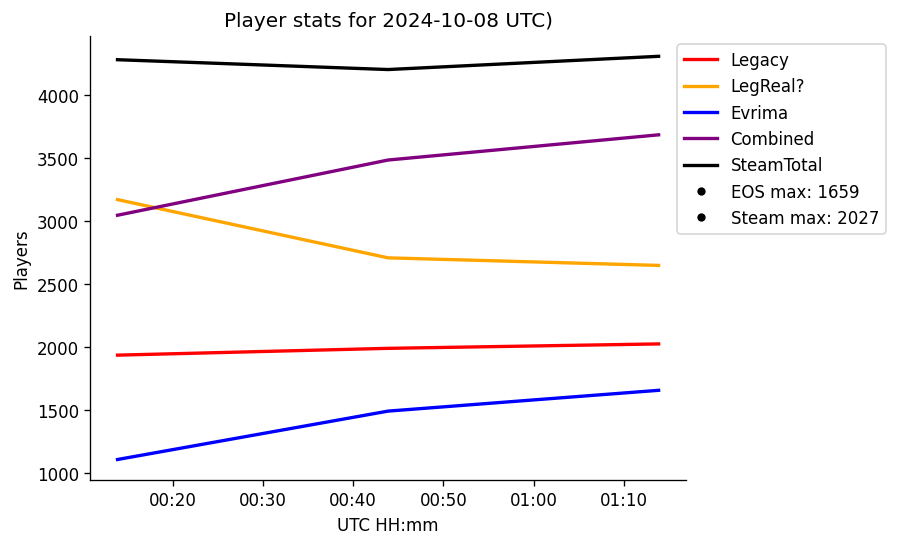 Player stats for 2024-10-08 UTC)
Legacy
LegReal?
Evrima
Combined
SteamTotal
EOS max: 1659
Steam max: 2027
Players
4000
3500
3000
2500
2000
1500
1000
00:20 00:30 00:40 00:50 01:00 01:10
UTC HH:mm